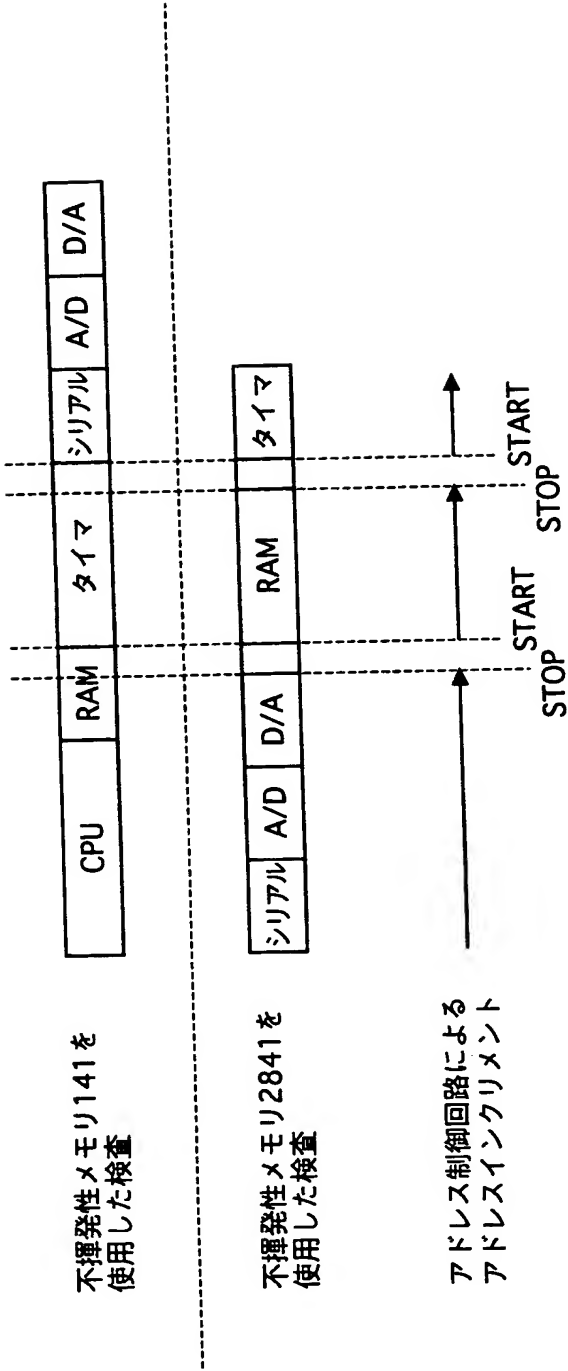 不揮発性メモリ141を
使用した検査
CPU
RAM
タイマ
シリアル
A/D
D/A
不揮発性メモリ2841を
使用した検査
シリアル
A/D
D/A
RAM
タイマ
アドレス制御回路による
アドレスインクリメント
STOP
START
STOP
START